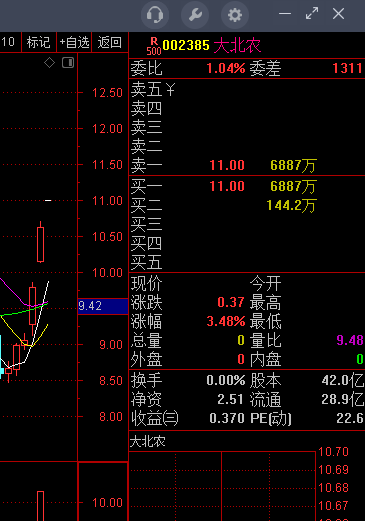 10 标记 +自选 返回
R
500 002385 大北农
委比 1.04% 委差 1311
卖五¥
卖四
卖三
卖二
卖一 11.00 6887万
买一 11.00 6887万
买二 144.2万
买三
买四
买五
现价 今开
涨跌 0.37 最高
涨幅 3.48% 最低
总量 0 量比 9.48
外盘 0 内盘 0
换手 0.00% 股本 42.0亿
净资 2.51 流通 28.9亿
收益㈢ 0.370 PE(动) 22.6
大北农
12.50
12.00
11.50
11.00
10.50
10.00
9.42
9.00
8.50
8.00
10.00
10.70
10.69
10.68
10.67
10.66